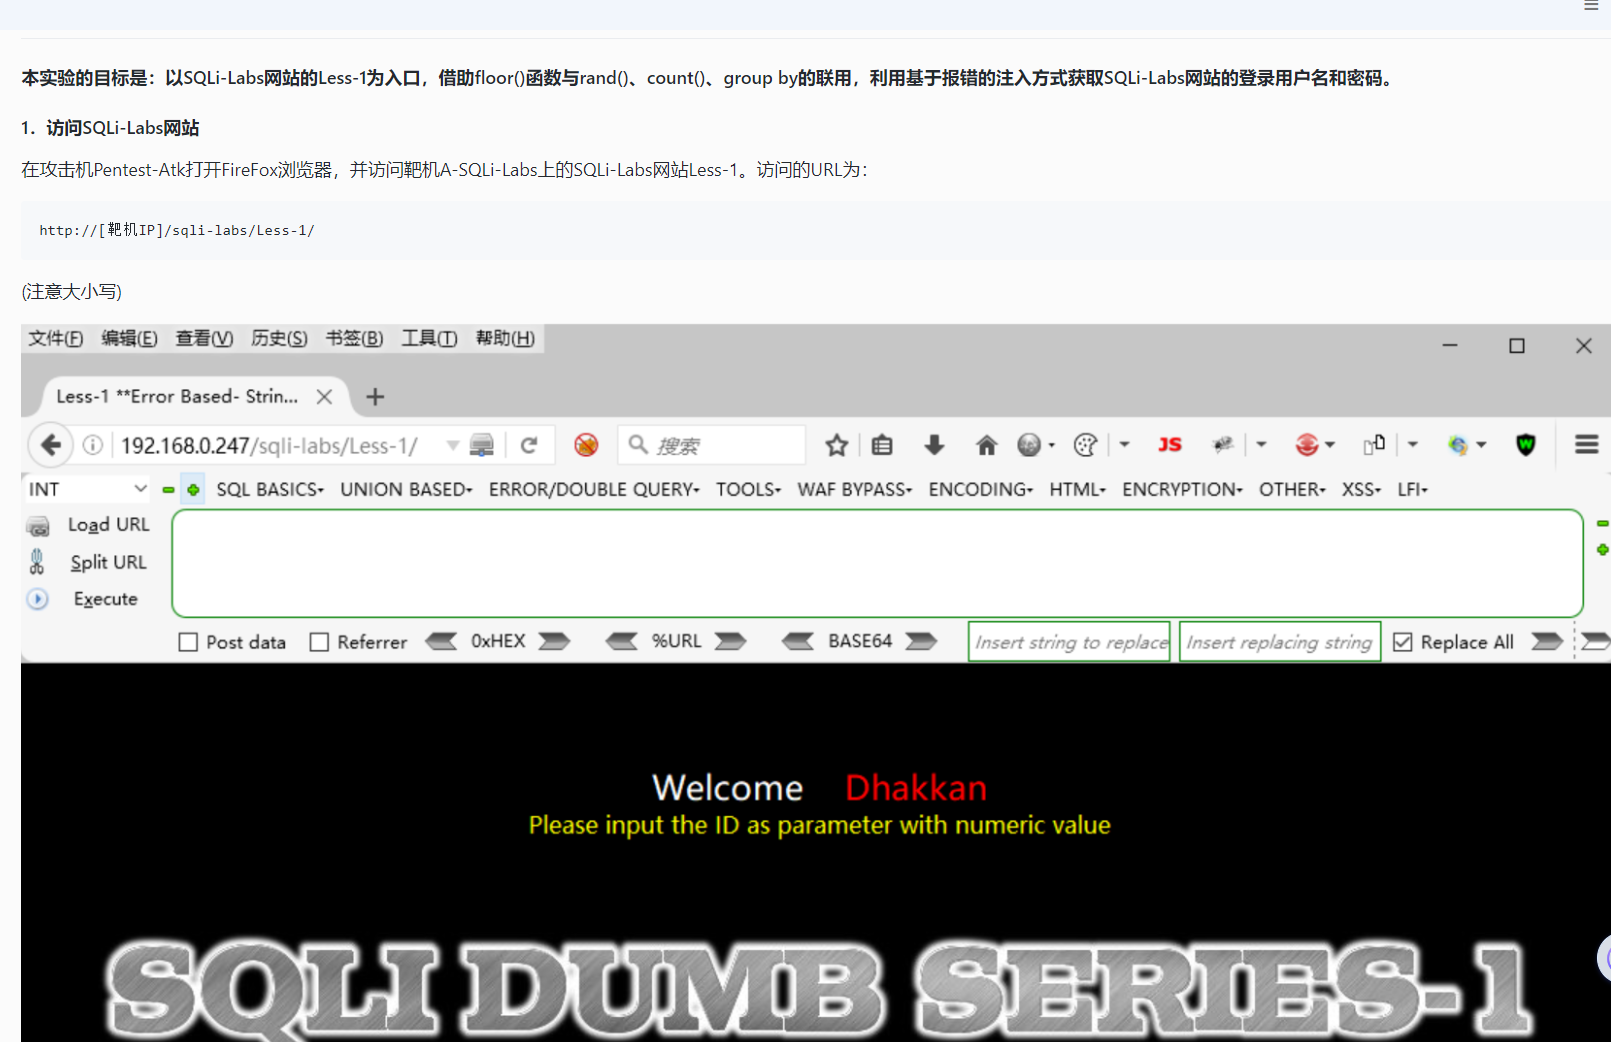 本实验的目标是：以SQLi-Labs网站的Less-1为入口，借助floor()函数与rand()、count()、group by的联用，利用基于报错的注入方式获取SQLi-Labs网站的登录用户名和密码。
1. 访问SQLi-Labs网站
在攻击机Pentest-Atk打开FireFox浏览器，并访问靶机A-SQLi-Labs上的SQLi-Labs网站Less-1。访问的URL为：
http://[靶机IP]/sqli-labs/Less-1/
(注意大小写)
文件(F) 编辑(E) 查看(V) 历史(S) 书签(B) 工具(T) 帮助(H)
Less-1 **Error Based- Strin...
192.168.0.247/sqli-labs/Less-1/ 搜索 JS W
INT SQL BASICS UNION BASED ERROR/DOUBLE QUERY TOOLS WAF BYPASS ENCODING HTML ENCRYPTION OTHER XSS LFI
Load URL
Split URL
Execute
Post data Referrer 0xHEX %URL BASE64 Insert string to replace Insert replacing string Replace All
Welcome Dhakkan
Please input the ID as parameter with numeric value
SQLI DUMB SERIES-1